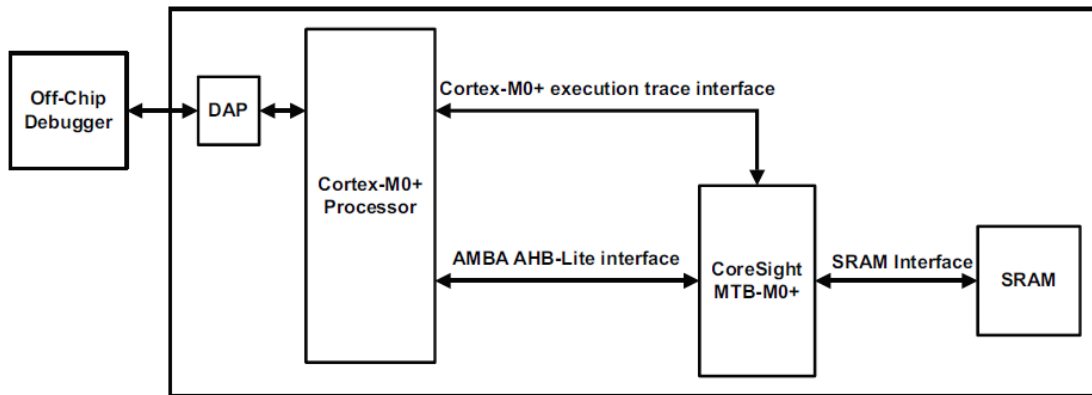 Off-Chip
Debugger
DAP
Cortex-M0+
Processor
Cortex-M0+ execution trace interface
AMBA AHB-Lite interface
CoreSight
MTB-M0+
SRAM Interface
SRAM